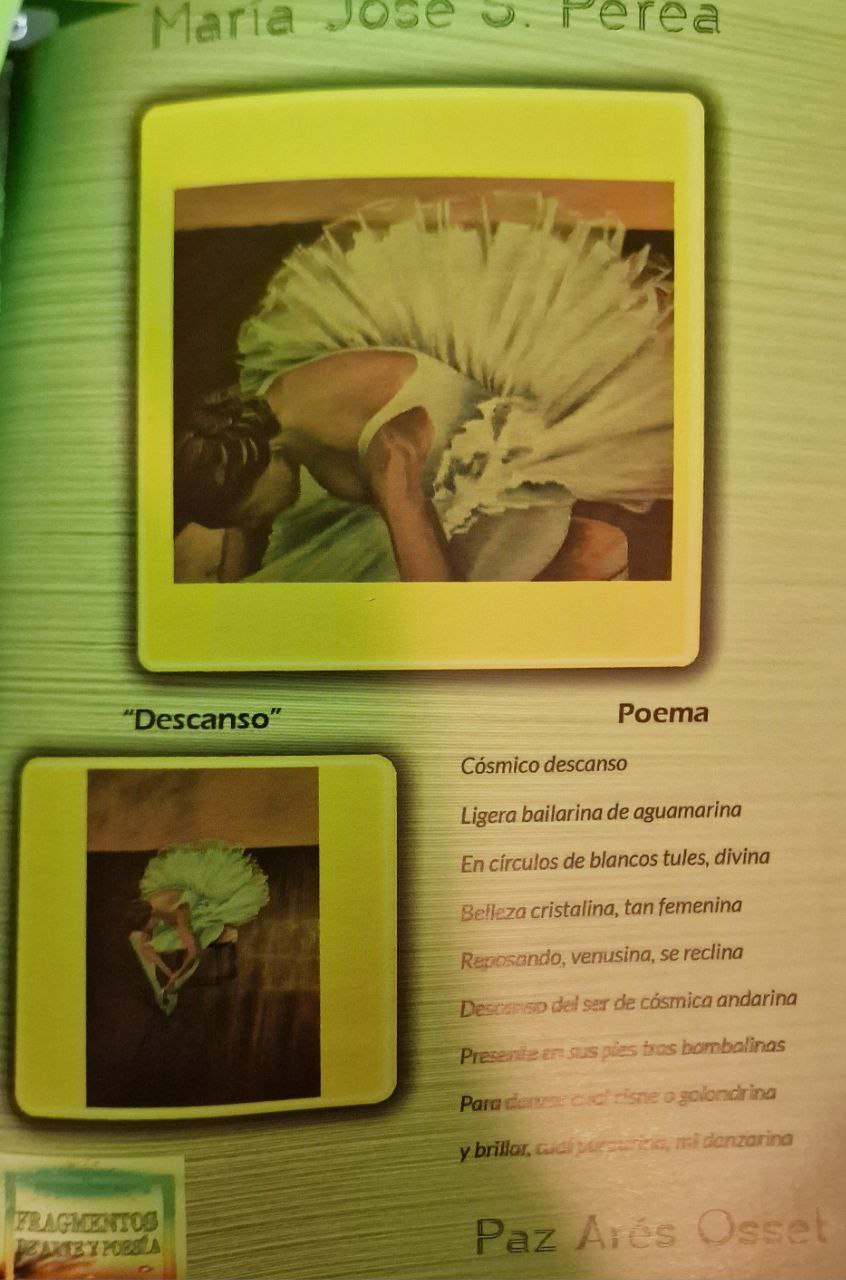 María José S. Perea
"Descanso"
Poema
Cósmico descanso
Ligera bailarina de aguamarina
En círculos de blancos tules, divina
Belleza cristalina, tan femenina
Reposando, venusina, se reclina
Descanso del ser de cósmica andarina
Presente en sus pies tras bambalinas
Para danzar cual cisne o golondrina
y brillar, cual purpurina, mi danzarina
FRAGMENTOS
DE ARTE Y POESÍA
Paz Arés Osset